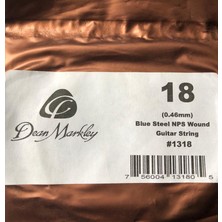 18
(0.46mm)
Blue Steel NPS Wound
Guitar String
#1318
Dean Markley
7 56004 13180 5